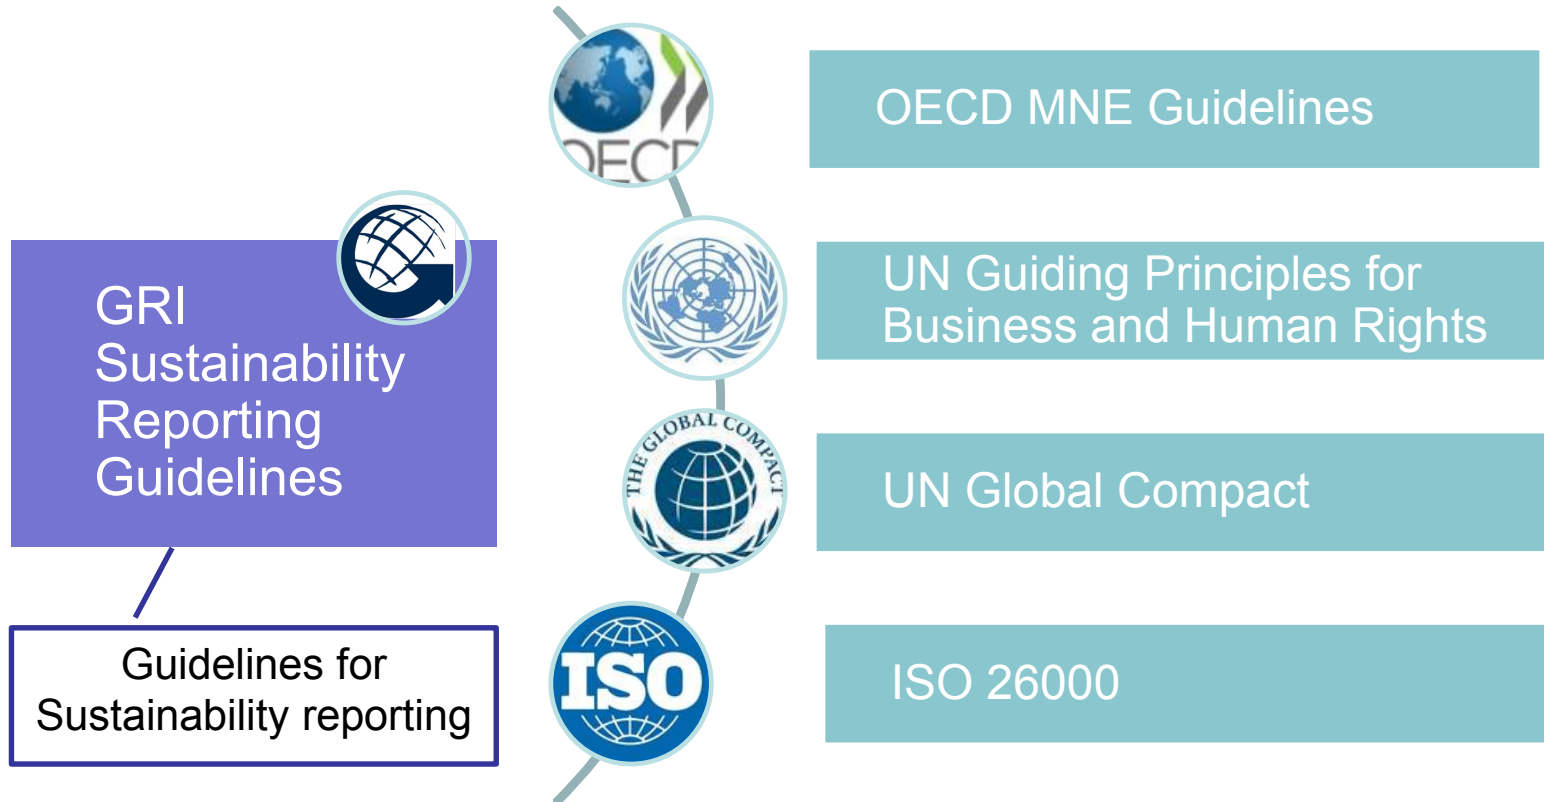 OECD
OECD MNE Guidelines
GRI
Sustainability
Reporting
Guidelines
UN Guiding Principles for
Business and Human Rights
THE GLOBAL COMPACT
UN Global Compact
Guidelines for
Sustainability reporting
ISO
ISO 26000